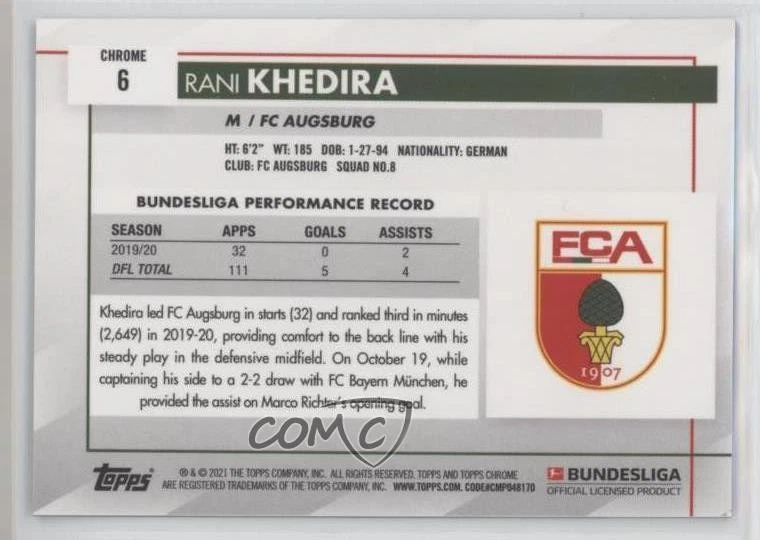 CHROME
6
RANI KHEDIRA
M / FC AUGSBURG
HT: 6'2" WT: 185 DOB: 1-27-94 NATIONALITY: GERMAN
CLUB: FC AUGSBURG SQUAD NO.8
BUNDESLIGA PERFORMANCE RECORD
SEASON APPS GOALS ASSISTS
2019/20 32 0 2
DFL TOTAL 111 5 4
FCA
1907
Khedira led FC Augsburg in starts (32) and ranked third in minutes
(2,649) in 2019-20, providing comfort to the back line with his
steady play in the defensive midfield. On October 19, while
captaining his side to a 2-2 draw with FC Bayern München, he
provided the assist on Marco Richter's opening goal.
COMC
Topps
® & © 2021 THE TOPPS COMPANY, INC. ALL RIGHTS RESERVED. TOPPS AND TOPPS CHROME
ARE REGISTERED TRADEMARKS OF THE TOPPS COMPANY, INC. WWW.TOPPS.COM. CODE#CMP048170
BUNDESLIGA
OFFICIAL LICENSED PRODUCT